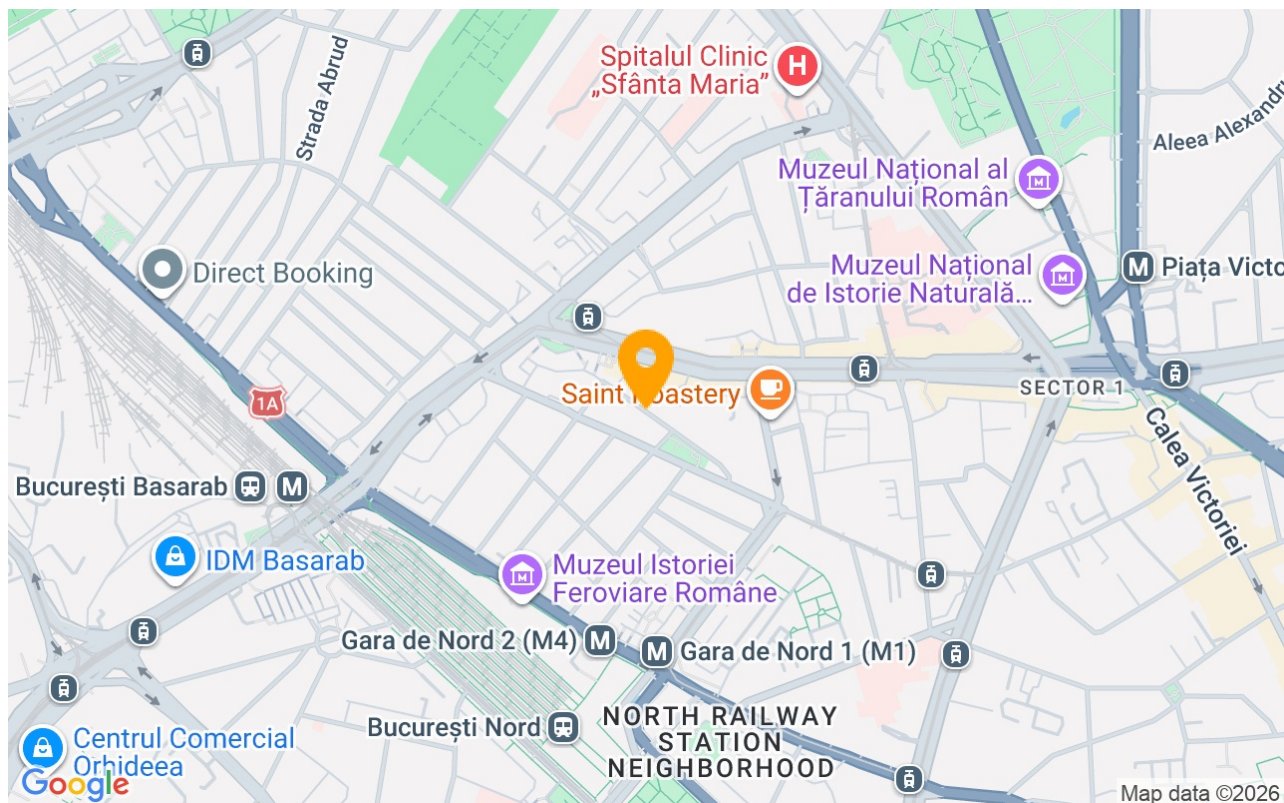 Spitalul Clinic
„Sfânta Maria”
H
Strada Abrud
Aleea Alexandru
Muzeul Național al
Țăranului Român
Direct Booking
Muzeul Național
de Istorie Naturală...
M
Piața Victo
Saint Roastery
SECTOR 1
1A
Calea Victoriei
București Basarab
M
IDM Basarab
Muzeul Istoriei
Feroviare Române
Gara de Nord 2 (M4)
M
M
Gara de Nord 1 (M1)
București Nord
NORTH RAILWAY
STATION
NEIGHBORHOOD
Centrul Comercial
Orhideea
Google
Map data ©2026